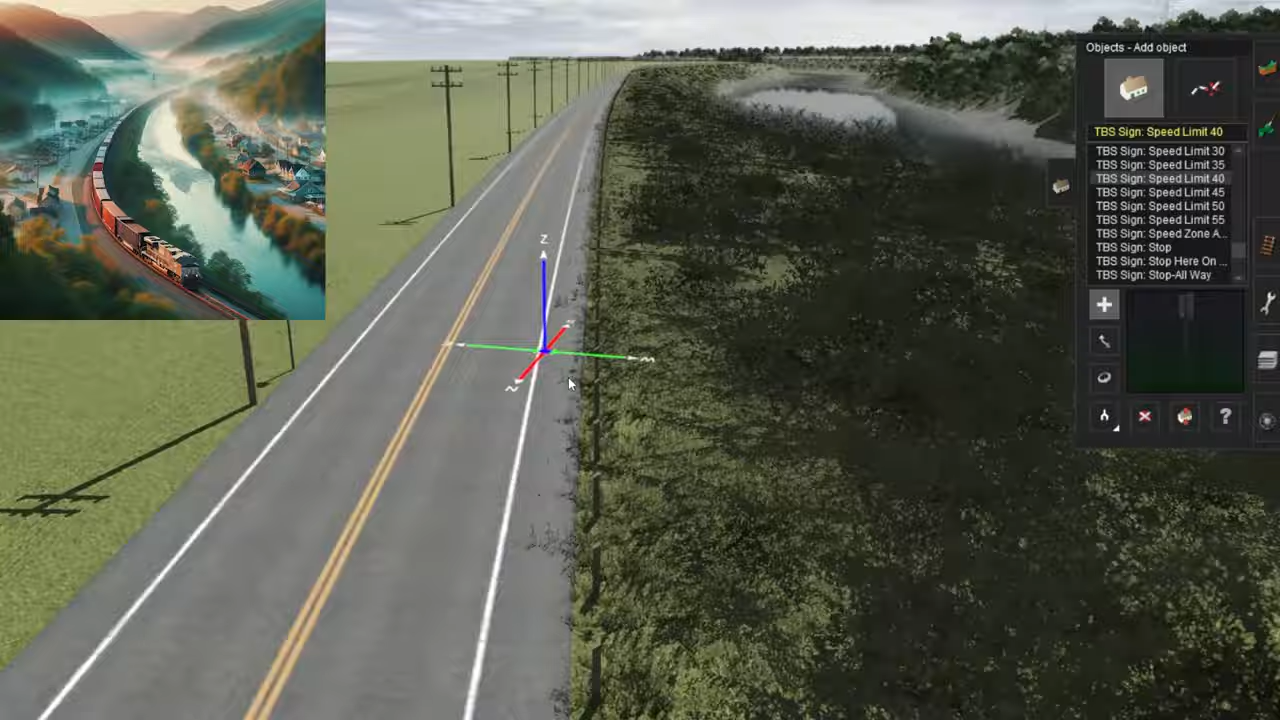 Objects - Add object
TBS Sign: Speed Limit 40
TBS Sign: Speed Limit 30
TBS Sign: Speed Limit 35
TBS Sign: Speed Limit 40
TBS Sign: Speed Limit 45
TBS Sign: Speed Limit 50
TBS Sign: Speed Limit 55
TBS Sign: Speed Zone A...
TBS Sign: Stop
TBS Sign: Stop Here On ...
TBS Sign: Stop-All Way
Z
?